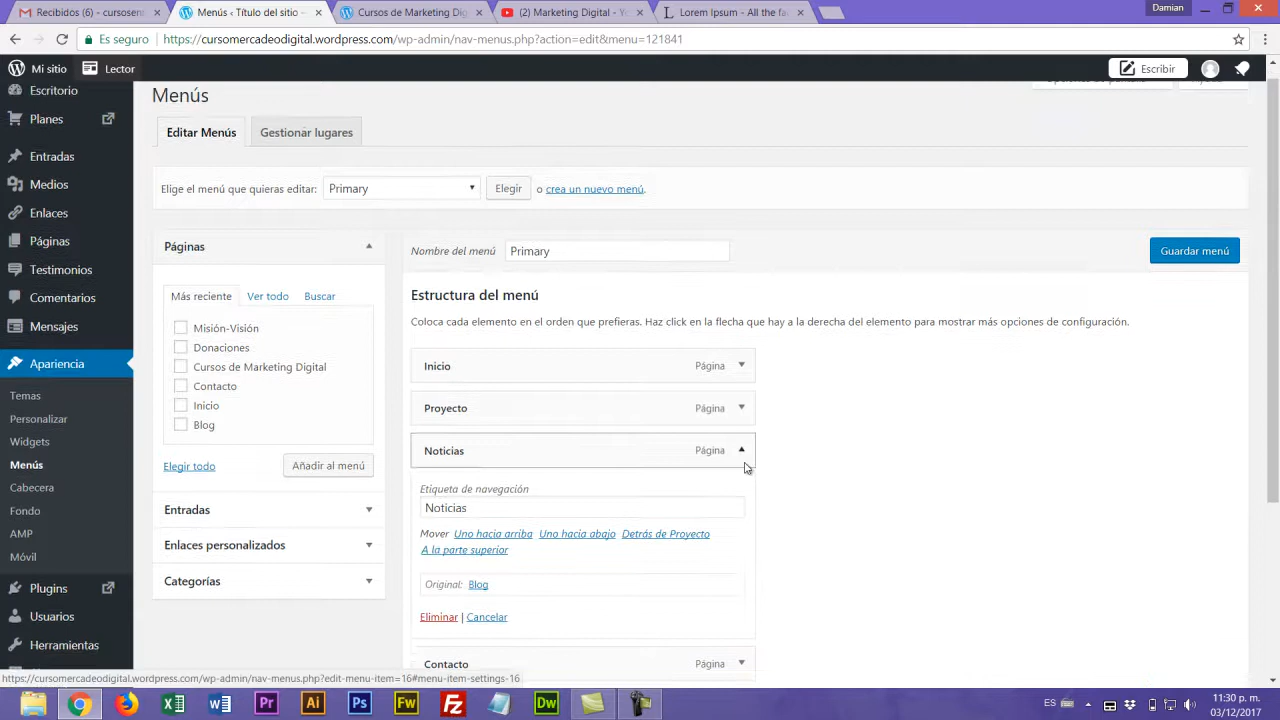 Recibidos (6) - cursosen
Menús ‹ Título del sitio –
Cursos de Marketing Dig
(2) Marketing Digital - Yo
Lorem Ipsum - All the fa
Damian
Es seguro
https://cursomercadeodigital.wordpress.com/wp-admin/nav-menus.php?action=edit&menu=121841
Mi sitio
Lector
Escribir
Escritorio
Planes
Entradas
Medios
Enlaces
Páginas
Testimonios
Comentarios
Mensajes
Apariencia
Temas
Personalizar
Widgets
Menús
Cabecera
Fondo
AMP
Móvil
Plugins
Usuarios
Herramientas
Menús
Editar Menús
Gestionar lugares
Elige el menú que quieras editar:
Primary
Elegir
o crea un nuevo menú.
Páginas
Más reciente
Ver todo
Buscar
Misión-Visión
Donaciones
Cursos de Marketing Digital
Contacto
Inicio
Blog
Elegir todo
Añadir al menú
Entradas
Enlaces personalizados
Categorías
Nombre del menú
Primary
Guardar menú
Estructura del menú
Coloca cada elemento en el orden que prefieras. Haz click en la flecha que hay a la derecha del elemento para mostrar más opciones de configuración.
Inicio Página
Proyecto Página
Noticias Página
Etiqueta de navegación
Noticias
Mover Uno hacia arriba Uno hacia abajo Detrás de Proyecto
A la parte superior
Original: Blog
Eliminar | Cancelar
Contacto Página
https://cursomercadeodigital.wordpress.com/wp-admin/nav-menus.php?edit-menu-item=16#menu-item-settings-16
Pr
Ai
Ps
Fw
Fz
Dw
ES
11:30 p. m.
03/12/2017